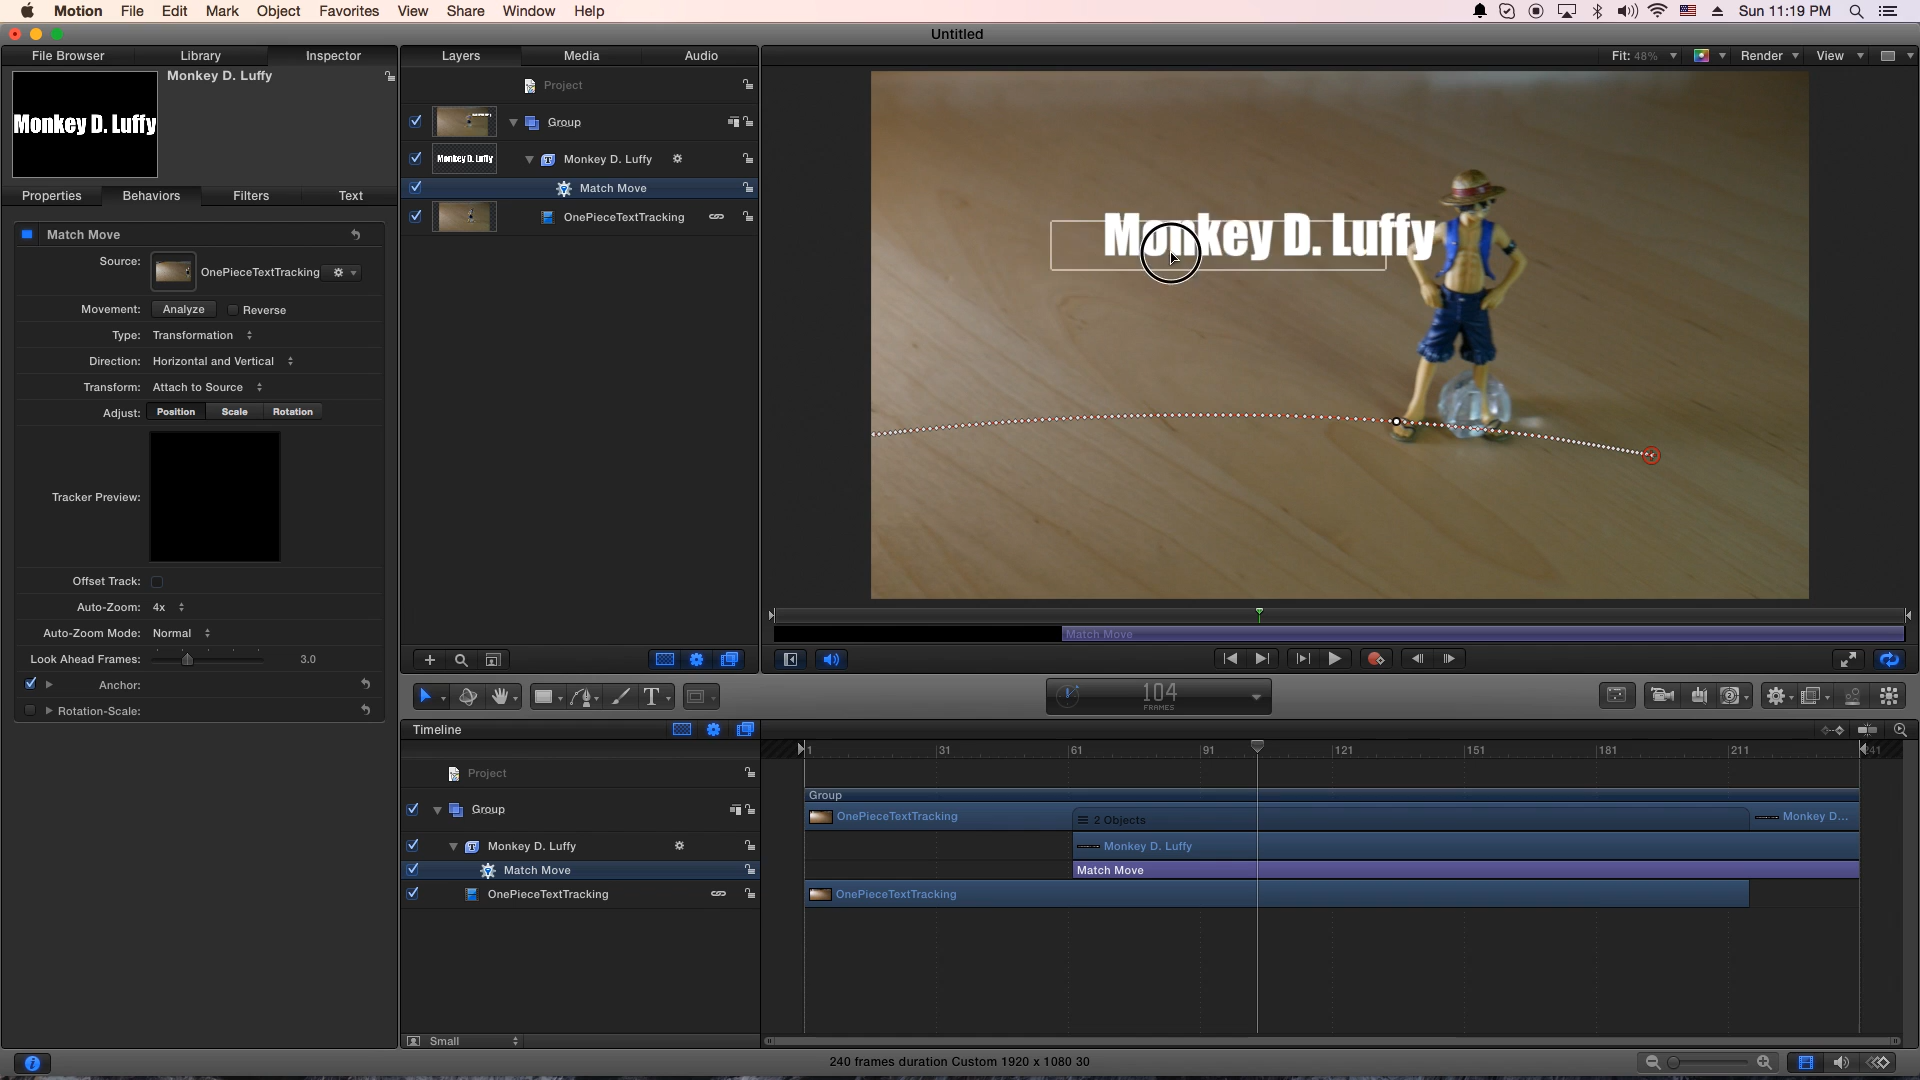 Motion File Edit Mark Object Favorites View Share Window Help Sun 11:19 PM
Untitled
File Browser Library Inspector Layers Media Audio Fit: 48% Render View
Monkey D. Luffy
Monkey D. Luffy
Properties Behaviors Filters Text
Match Move
Source: OnePieceTextTracking
Movement: Analyze Reverse
Type: Transformation
Direction: Horizontal and Vertical
Transform: Attach to Source
Adjust: Position Scale Rotation
Tracker Preview:
Offset Track:
Auto-Zoom: 4x
Auto-Zoom Mode: Normal
Look Ahead Frames: 3.0
Anchor:
Rotation-Scale:
Project
Group
Monkey D. Luffy Monkey D. Luffy
Match Move
OnePieceTextTracking
Monkey D. Luffy
Match Move
T 104
FRAMES
Timeline
1 31 61 91 121 151 181 211 241
Project
Group
Group
OnePieceTextTracking 2 Objects Monkey D...
Monkey D. Luffy Monkey D. Luffy
Match Move Match Move
OnePieceTextTracking OnePieceTextTracking
Small
240 frames duration Custom 1920 x 1080 30